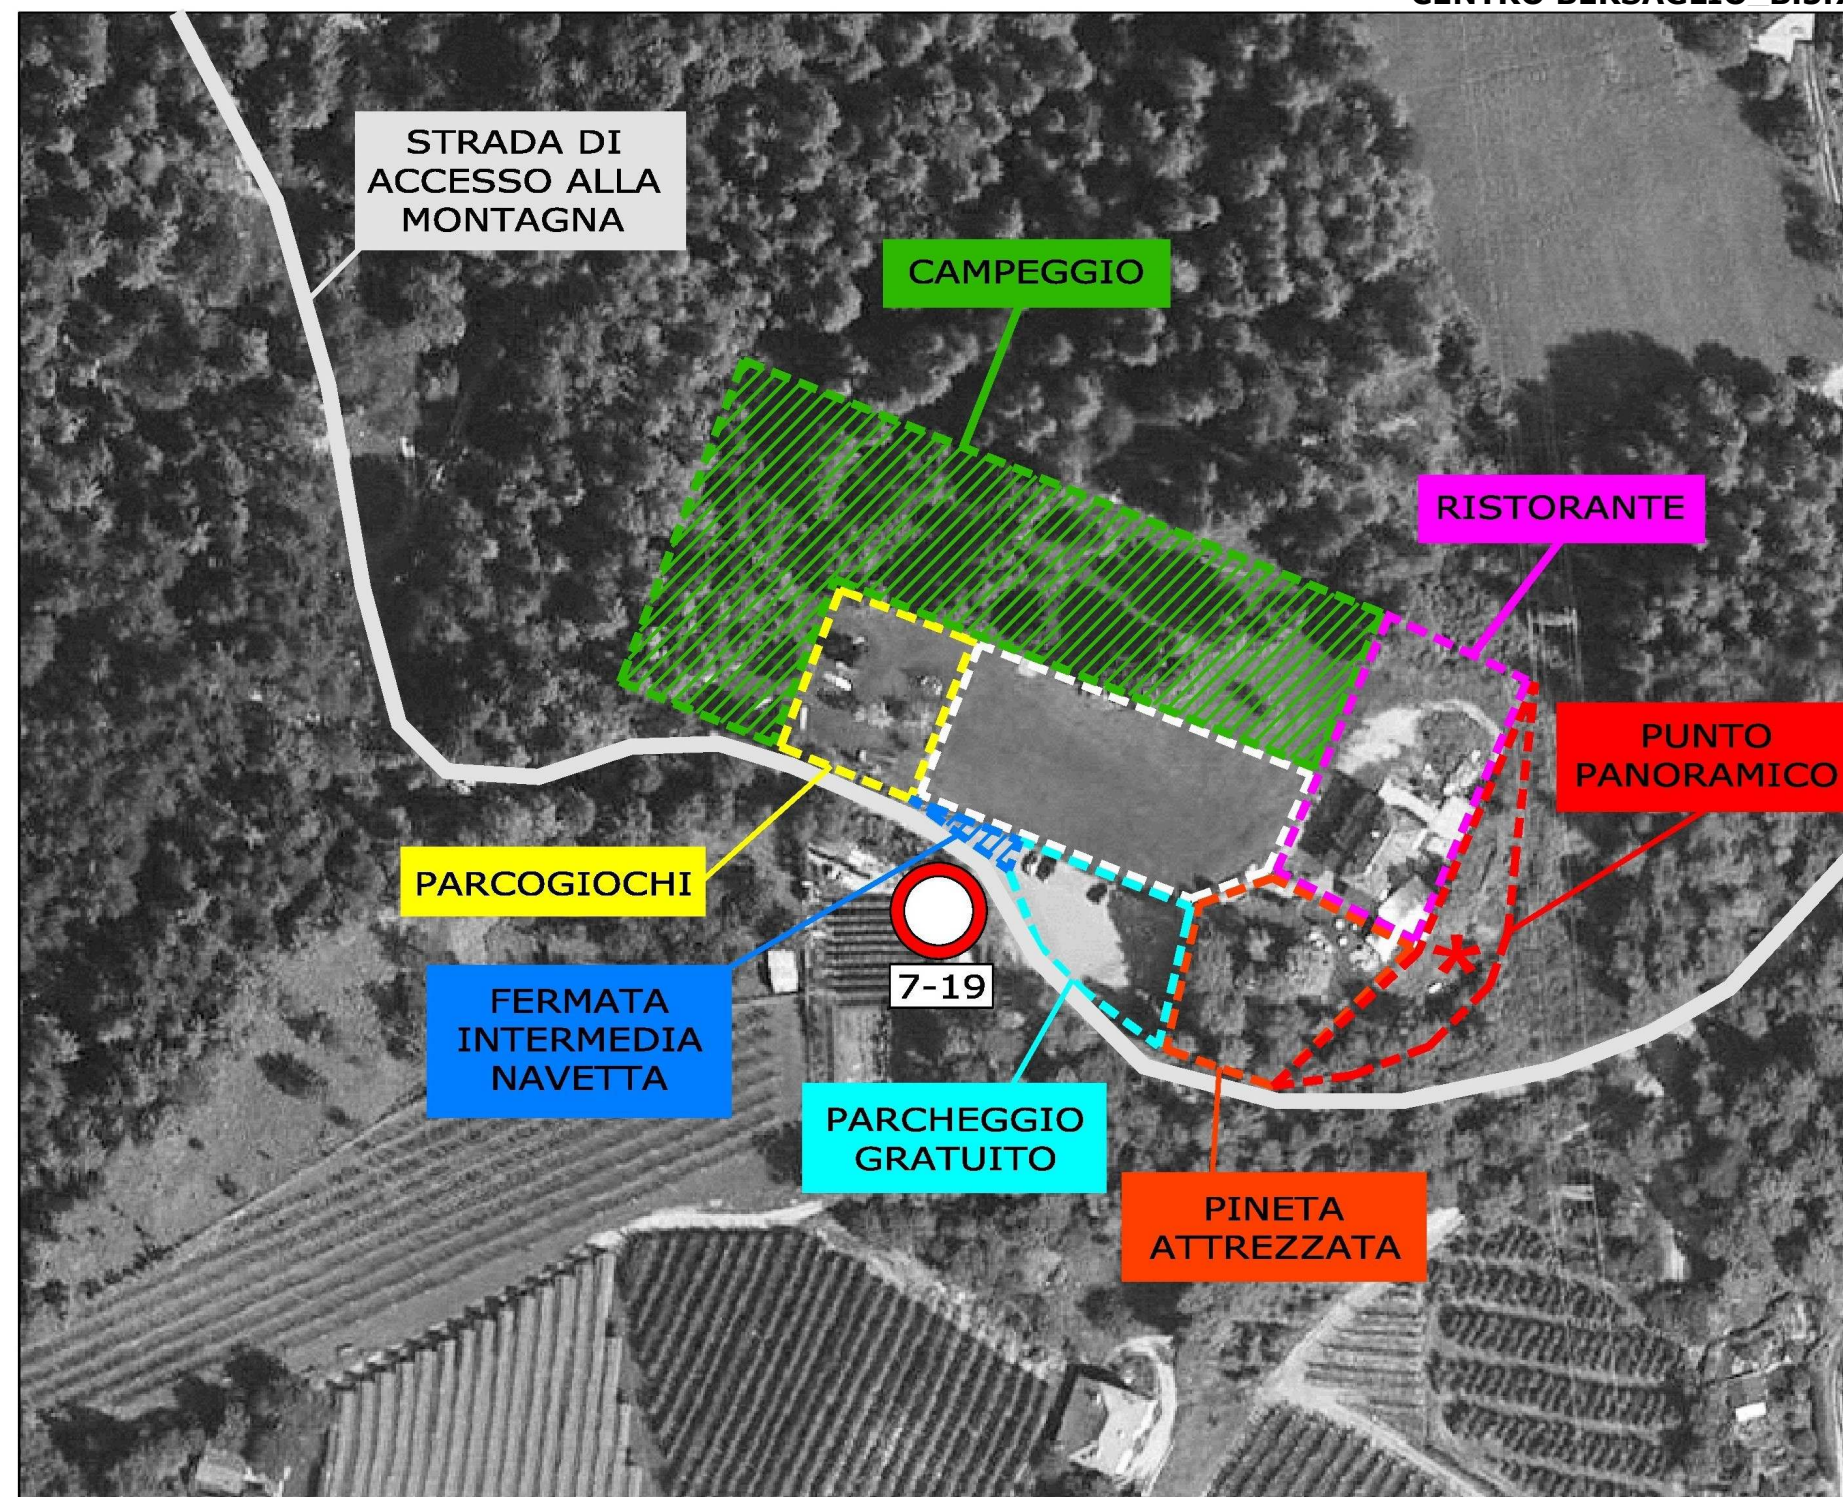 STRADA DI
ACCESSO ALLA
MONTAGNA
CAMPEGGIO
RISTORANTE
PUNTO
PANORAMICO
PARCOGIOCHI
7-19
FERMATA
INTERMEDIA
NAVETTA
PARCHEGGIO
GRATUITO
PINETA
ATTREZZATA